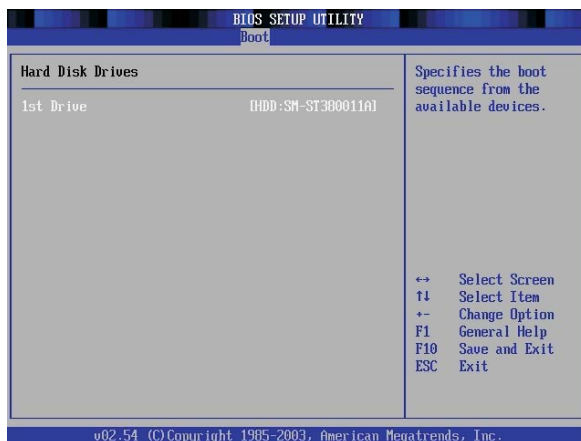 BIOS SETUP UTILITY
Boot
Hard Disk Drives
1st Drive [HDD:SM-ST380011A]
Specifies the boot
sequence from the
available devices.
↔ Select Screen
↑↓ Select Item
+- Change Option
F1 General Help
F10 Save and Exit
ESC Exit
v02.54 (C)Copyright 1985-2003, American Megatrends, Inc.